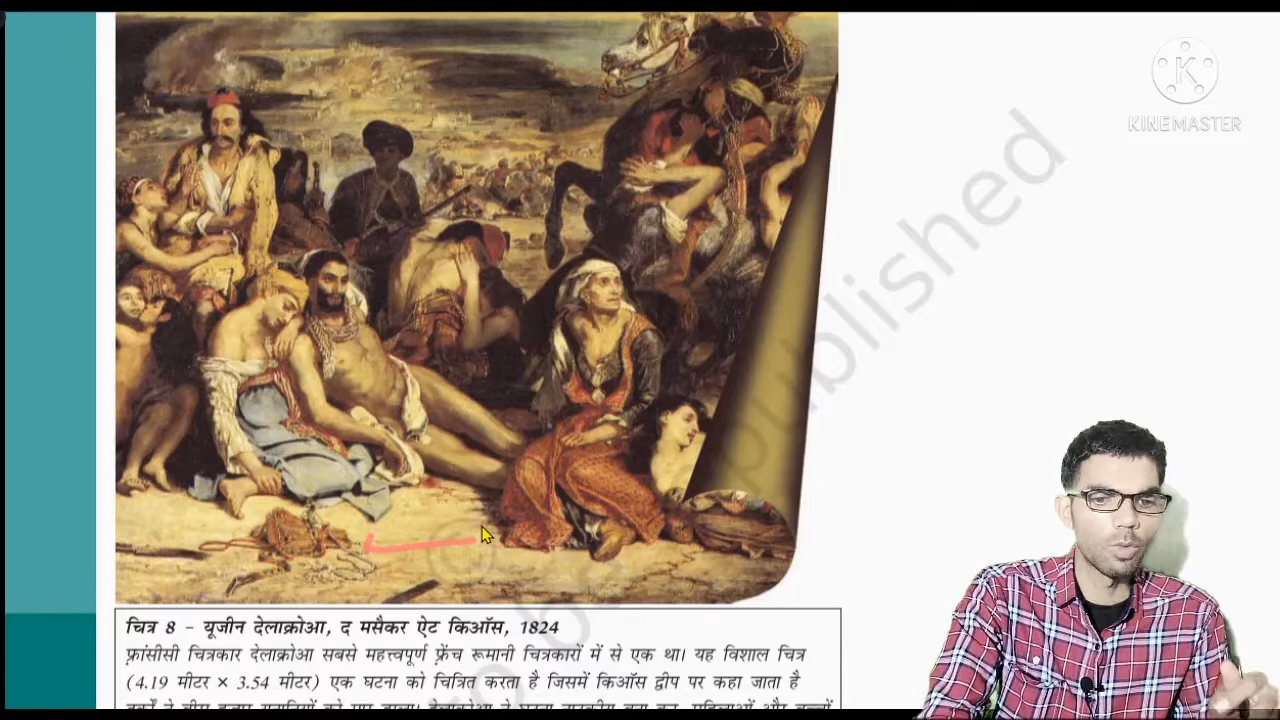 KINEMASTER
published
चित्र 8 - यूजीन देलाक्रोआ, द मसैकर ऐट किऑस, 1824
फ़्रांसीसी चित्रकार देलाक्रोआ सबसे महत्त्वपूर्ण फ़्रेंच रूमानी चित्रकारों में से एक था। यह विशाल चित्र
(4.19 मीटर × 3.54 मीटर) एक घटना को चित्रित करता है जिसमें किऑस द्वीप पर कहा जाता है